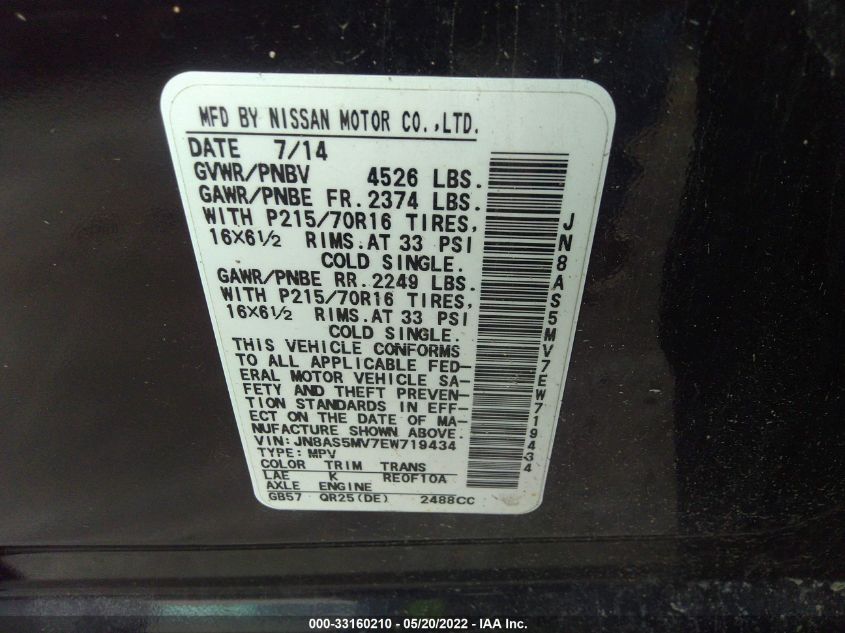 MFD BY NISSAN MOTOR CO.,LTD.
DATE 7/14
GVWR/PNBV 4526 LBS.
GAWR/PNBE FR. 2374 LBS.
WITH P215/70R16 TIRES,
16X6½ RIMS.AT 33 PSI
COLD SINGLE.
GAWR/PNBE RR. 2249 LBS.
WITH P215/70R16 TIRES,
16X6½ RIMS.AT 33 PSI
COLD SINGLE.
THIS VEHICLE CONFORMS
TO ALL APPLICABLE FED-
ERAL MOTOR VEHICLE SA-
FETY AND THEFT PREVEN-
TION STANDARDS IN EFF-
ECT ON THE DATE OF MA-
NUFACTURE SHOWN ABOVE.
VIN:JN8AS5MV7EW719434
TYPE:MPV
COLOR TRIM TRANS
LAE K RE0F10A
AXLE ENGINE
GB57 QR25(DE) 2488CC
JN8AS5MV7EW719434
000-33160210 - 05/20/2022 - IAA Inc.